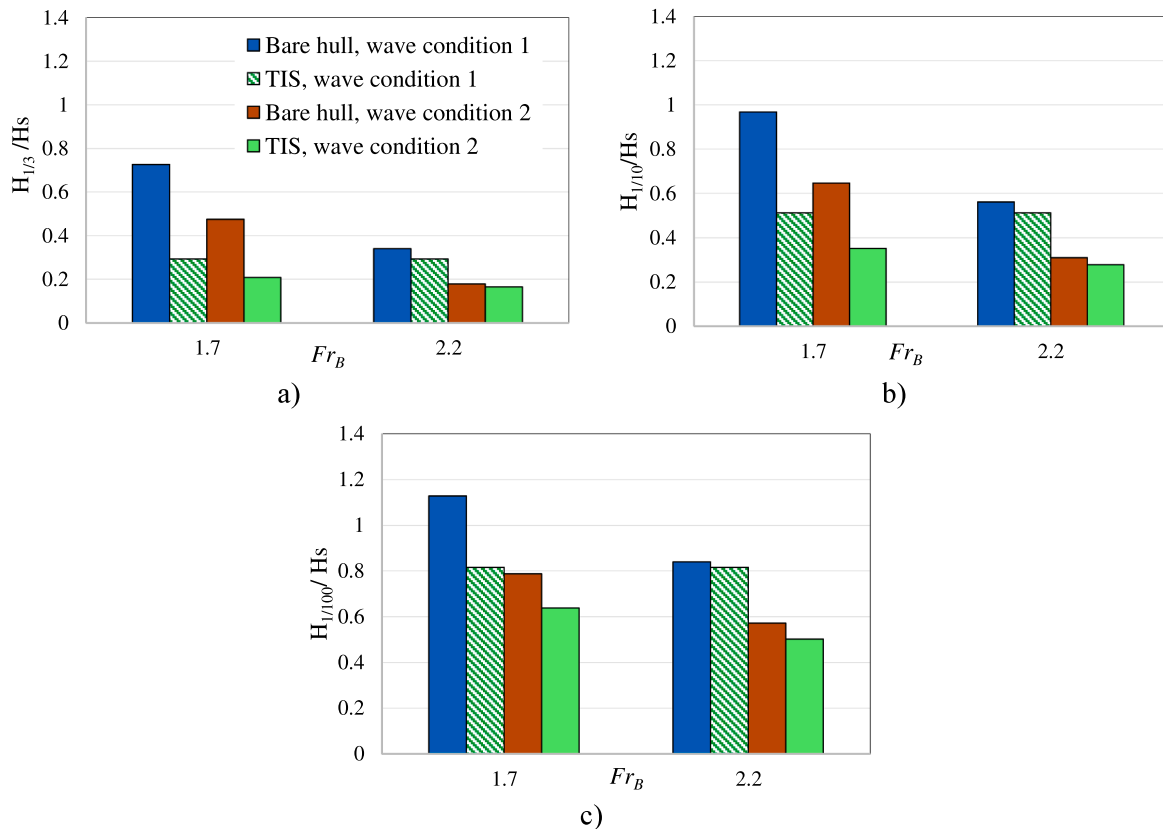 1.4
1.2
1
0.8
0.6
0.4
0.2
0
H1/3 /Hs
Bare hull, wave condition 1
TIS, wave condition 1
Bare hull, wave condition 2
TIS, wave condition 2
1.7 FrB 2.2
a)
1.4
1.2
1
0.8
0.6
0.4
0.2
0
H1/10/Hs
1.7 FrB 2.2
b)
1.4
1.2
1
0.8
0.6
0.4
0.2
0
H1/100/ Hs
1.7 FrB 2.2
c)